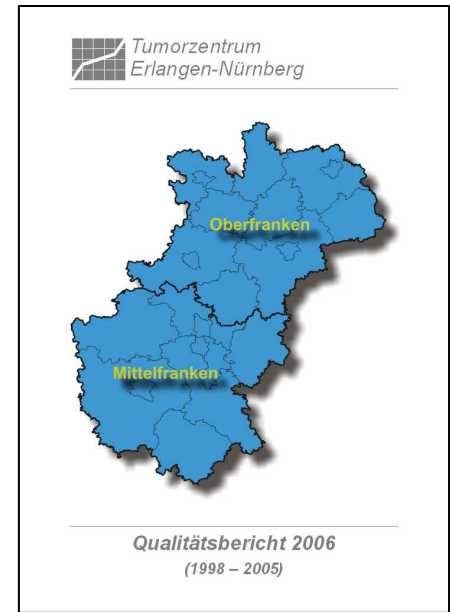 Tumorzentrum
Erlangen-Nürnberg
Oberfranken
Mittelfranken
Qualitätsbericht 2006
(1998 – 2005)